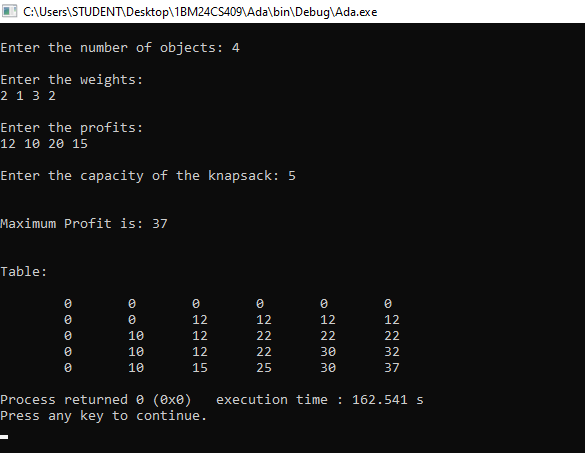 C:\Users\STUDENT\Desktop\1BM24CS409\Ada\bin\Debug\Ada.exe
Enter the number of objects: 4
Enter the weights:
2 1 3 2
Enter the profits:
12 10 20 15
Enter the capacity of the knapsack: 5
Maximum Profit is: 37
Table:
0 0 0 0 0 0
0 0 12 12 12 12
0 10 12 22 22 22
0 10 12 22 30 32
0 10 15 25 30 37
Process returned 0 (0x0)   execution time : 162.541 s
Press any key to continue.